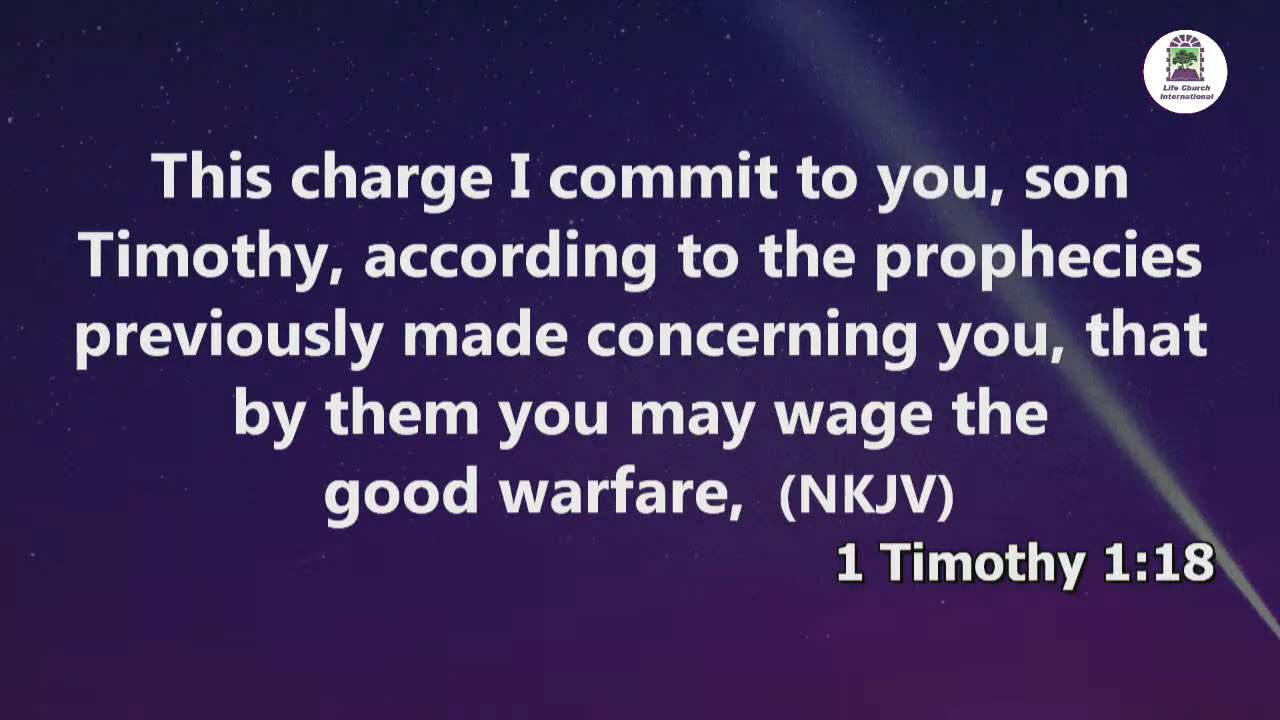 Life Church
International
This charge I commit to you, son
Timothy, according to the prophecies
previously made concerning you, that
by them you may wage the
good warfare, (NKJV)
1 Timothy 1:18